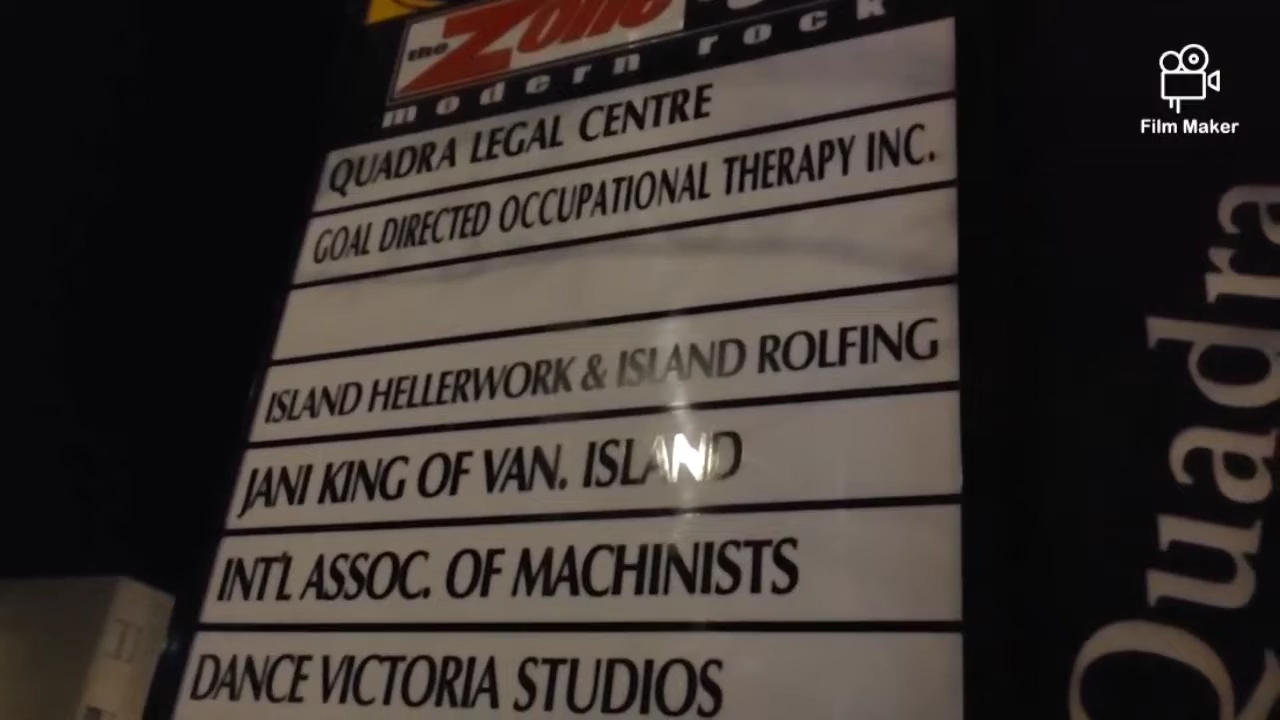 the Zone
modern rock
QUADRA LEGAL CENTRE
GOAL DIRECTED OCCUPATIONAL THERAPY INC.
ISLAND HELLERWORK & ISLAND ROLFING
JANI KING OF VAN. ISLAND
INT'L ASSOC. OF MACHINISTS
DANCE VICTORIA STUDIOS
Quadra
Film Maker